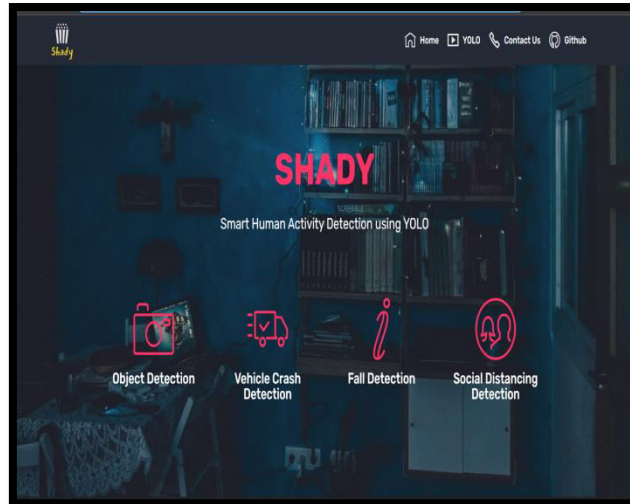 Shady
Home YOLO Contact Us Github
SHADY
SCRABBLE
Smart Human Activity Detection using YOLO
Object Detection
Vehicle Crash
Detection
Fall Detection
Social Distancing
Detection